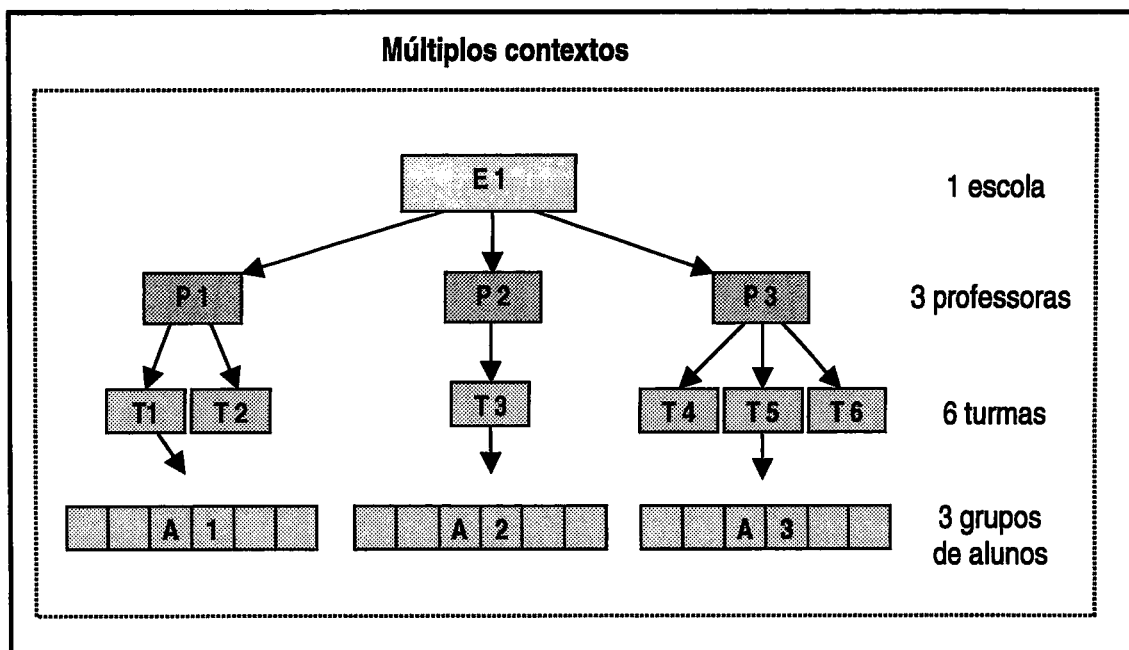 Múltiplos contextos
E1
1 escola
P1 P2 P3
3 professoras
T1 T2 T3 T4 T5 T6
6 turmas
A 1 A 2 A 3
3 grupos
de alunos